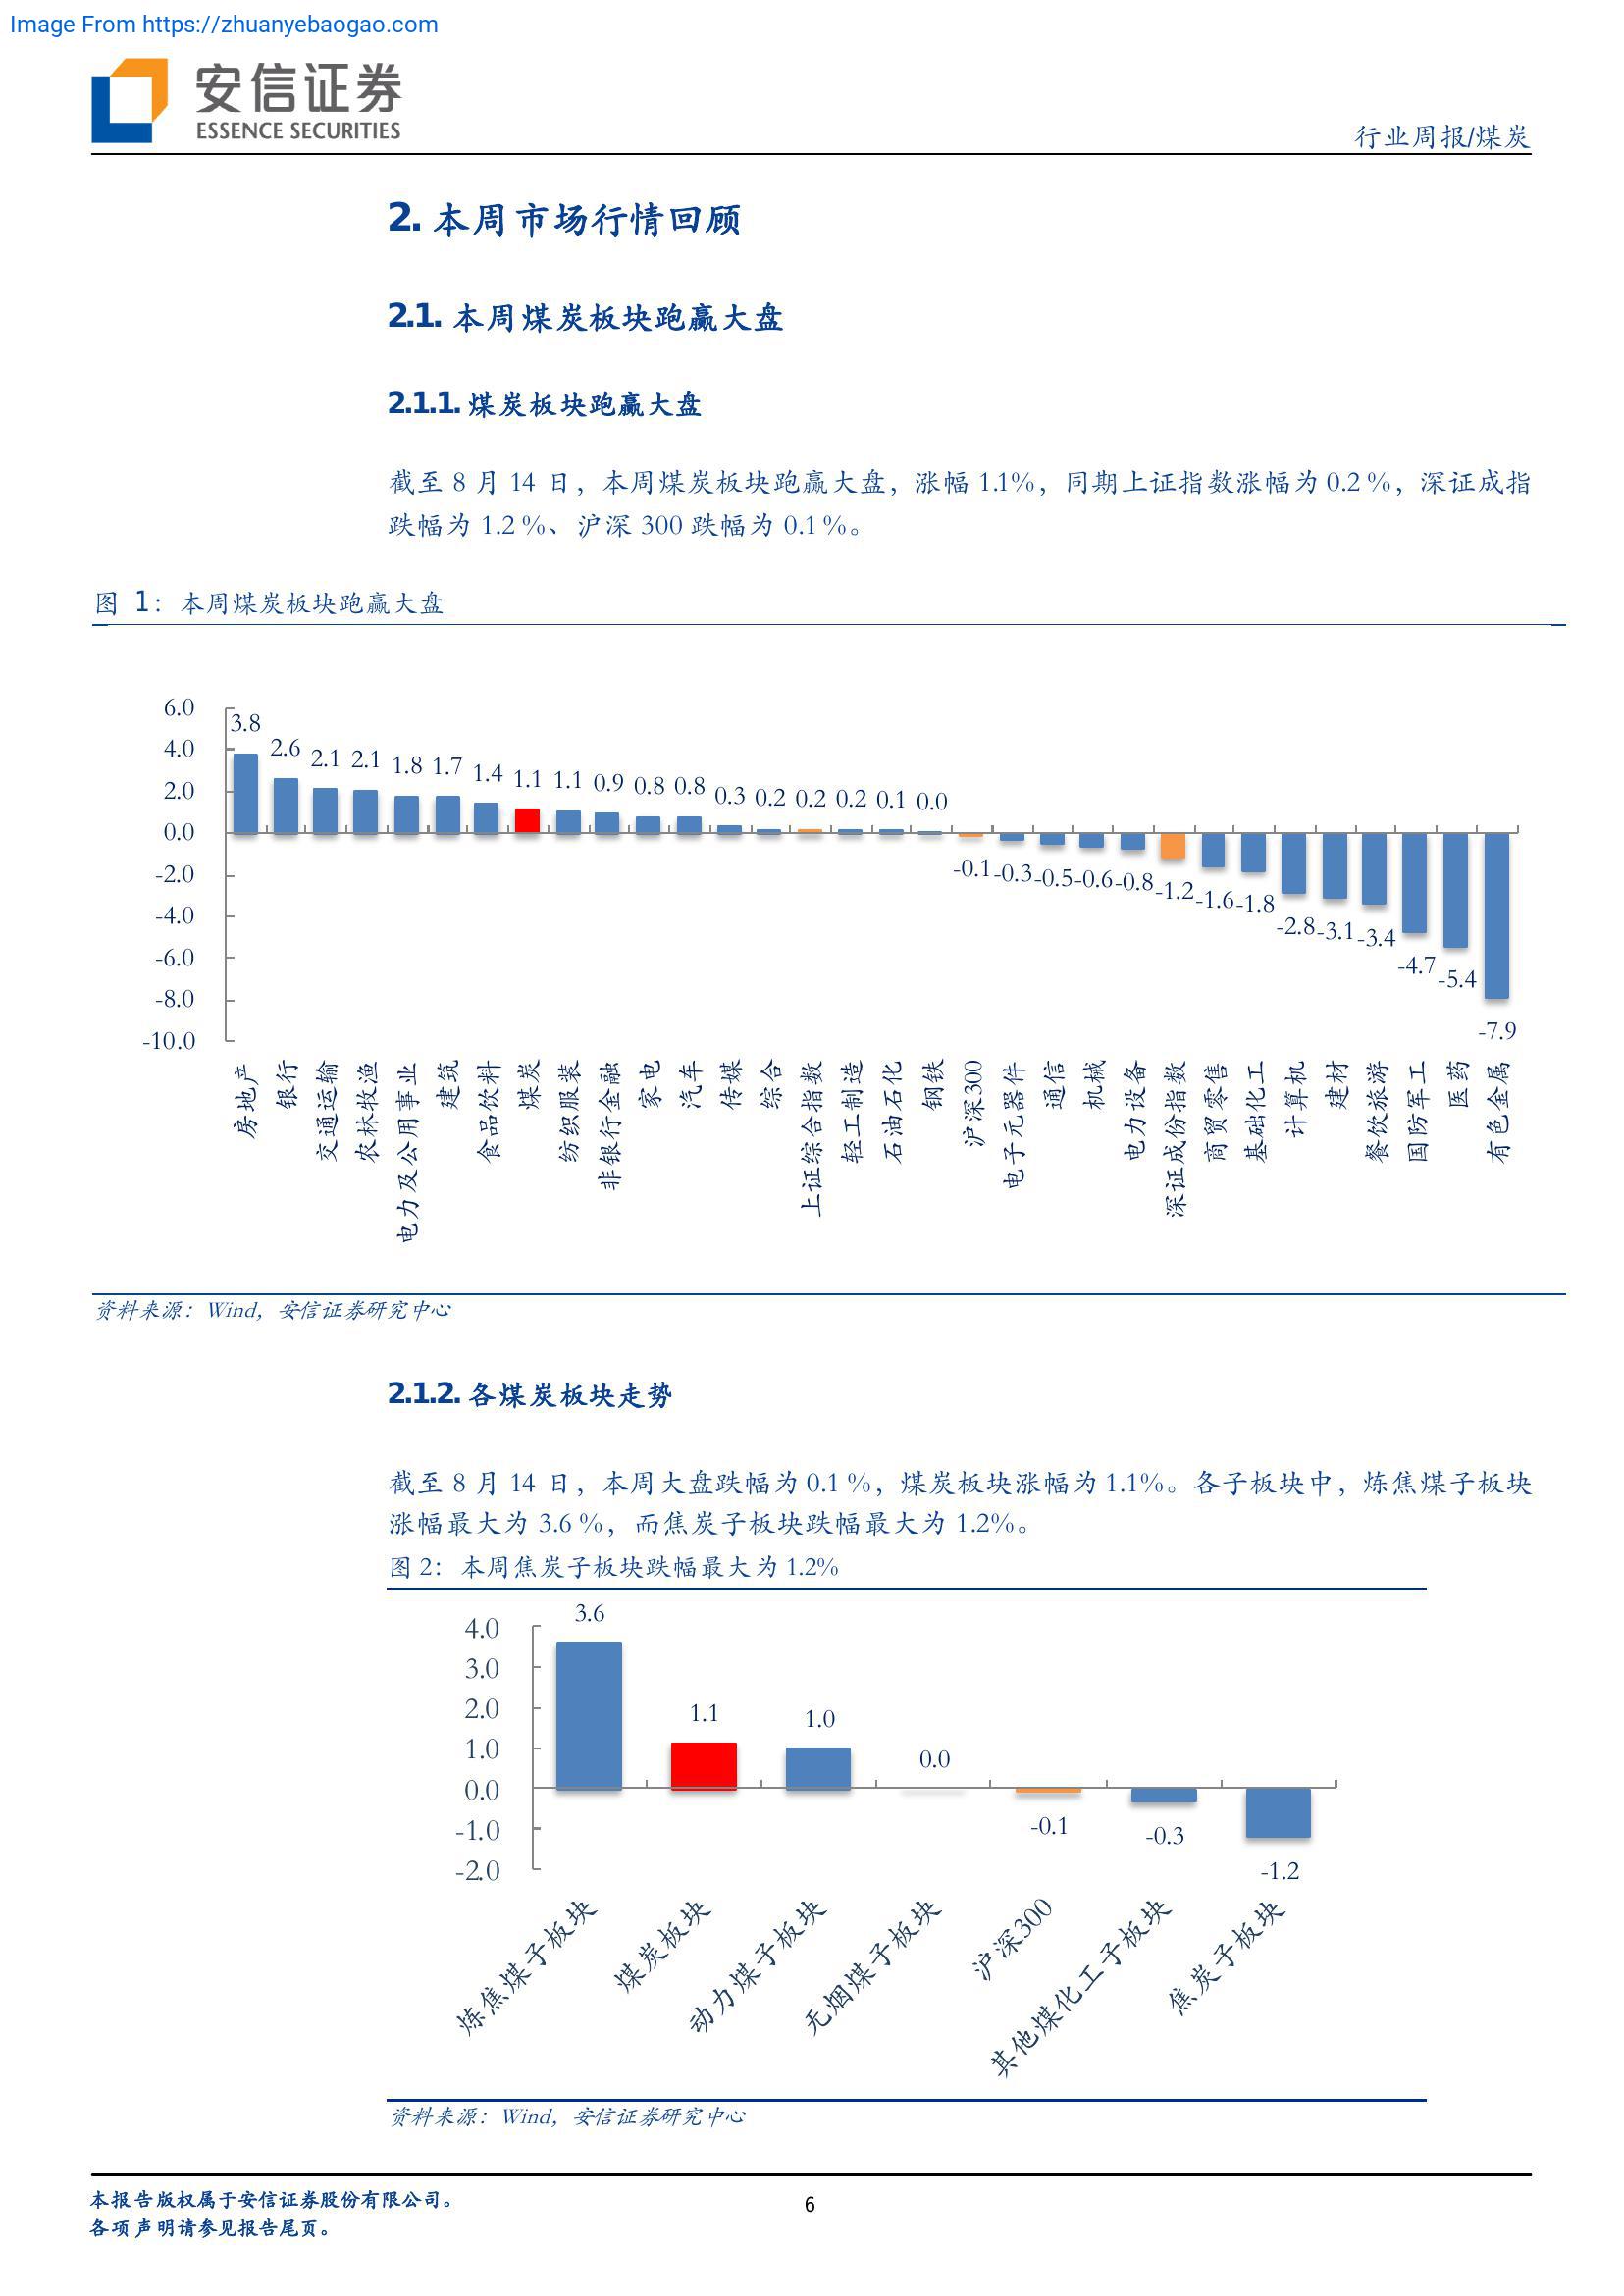 Image From https://zhuanyebaogao.com
安信证券
ESSENCE SECURITIES
行业周报/煤炭
2. 本周市场行情回顾
2.1. 本周煤炭板块跑赢大盘
2.1.1. 煤炭板块跑赢大盘
截至 8 月 14 日，本周煤炭板块跑赢大盘，涨幅 1.1%，同期上证指数涨幅为 0.2 %，深证成指
跌幅为 1.2 %、沪深 300 跌幅为 0.1 %。
图 1：本周煤炭板块跑赢大盘
6.0
4.0
2.0
0.0
-2.0
-4.0
-6.0
-8.0
-10.0
3.8 2.6 2.1 2.1 1.8 1.7 1.4 1.1 1.1 0.9 0.8 0.8 0.3 0.2 0.2 0.2 0.1 0.0
-0.1 -0.3 -0.5 -0.6 -0.8 -1.2 -1.6 -1.8 -2.8 -3.1 -3.4 -4.7 -5.4 -7.9
房地产
银行
交通运输
农林牧渔
电力及公用事业
建筑
食品饮料
煤炭
纺织服装
非银行金融
家电
汽车
传媒
综合
上证综合指数
轻工制造
石油石化
钢铁
沪深300
电子元器件
通信
机械
电力设备
深证成份指数
商贸零售
基础化工
计算机
建材
餐饮旅游
国防军工
医药
有色金属
资料来源：Wind，安信证券研究中心
2.1.2. 各煤炭板块走势
截至 8 月 14 日，本周大盘跌幅为 0.1 %，煤炭板块涨幅为 1.1%。各子板块中，炼焦煤子板块
涨幅最大为 3.6 %，而焦炭子板块跌幅最大为 1.2%。
图 2：本周焦炭子板块跌幅最大为 1.2%
4.0
3.0
2.0
1.0
0.0
-1.0
-2.0
3.6
1.1
1.0
0.0
-0.1
-0.3
-1.2
炼焦煤子板块
煤炭板块
动力煤子板块
无烟煤子板块
沪深300
其他煤化工子板块
焦炭子板块
资料来源：Wind，安信证券研究中心
本报告版权属于安信证券股份有限公司。
各项声明请参见报告尾页。
6